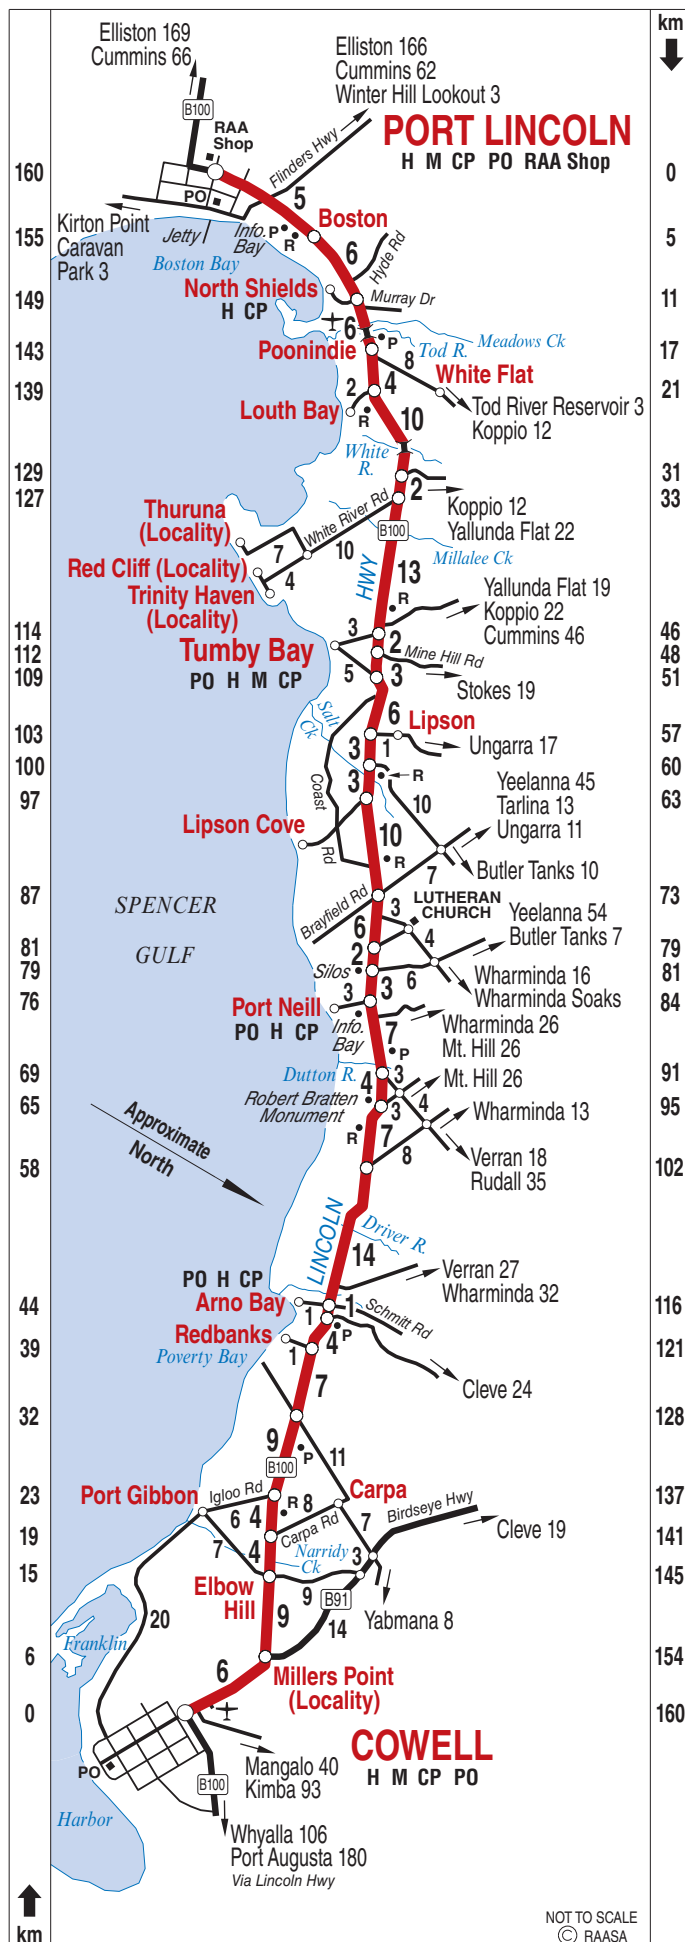 Elliston 169
Cummins 66
Elliston 166
Cummins 62
Winter Hill Lookout 3
km
B100
RAA
Shop
Flinders Hwy
PORT LINCOLN
H M CP PO RAA Shop
160
0
PO
5
Kirton Point
Caravan
Park 3
Jetty
Info.
Bay
P
R
Boston
155
5
Boston Bay
6
Hyde Rd
North Shields
H CP
Murray Dr
149
11
6
P
Meadows Ck
Tod R.
Poonindie
143
17
8
White Flat
2
4
139
21
Louth Bay
R
10
Tod River Reservoir 3
Koppio 12
White
R.
129
31
2
127
33
Koppio 12
Yallunda Flat 22
Thuruna
(Locality)
White River Rd
7
10
B100
Millalee Ck
Red Cliff (Locality)
4
Trinity Haven
(Locality)
HWY
13
R
Yallunda Flat 19
Koppio 22
Cummins 46
114
3
46
Tumby Bay
PO H M CP
112
2
Mine Hill Rd
48
109
5
3
51
Stokes 19
Salt
Ck
6
Lipson
103
3
1
57
Ungarra 17
100
60
R
3
97
63
Coast
Rd
10
Yeelanna 45
Tarlina 13
Ungarra 11
Lipson Cove
10
R
7
Butler Tanks 10
87
73
Brayfield Rd
3
LUTHERAN
CHURCH
SPENCER
GULF
6
4
Yeelanna 54
Butler Tanks 7
81
79
2
79
Silos
6
81
Wharminda 16
Wharminda Soaks
76
Port Neill
PO H CP
3
3
84
Info.
Bay
7
P
Wharminda 26
Mt. Hill 26
69
Dutton R.
3
91
Mt. Hill 26
4
65
Robert Bratten
Monument
3
4
95
Wharminda 13
R
7
8
Approximate
North
Verran 18
Rudall 35
58
102
LINCOLN
Driver R.
14
Verran 27
Wharminda 32
PO H CP
44
Arno Bay
1
1
Schmitt Rd
116
Redbanks
P
4
39
1
121
Poverty Bay
Cleve 24
7
32
128
9
P
11
B100
Port Gibbon
Igloo Rd
Carpa
23
137
6
4
R
8
Carpa Rd
Birdseye Hwy
7
Cleve 19
19
141
7
4
Narridy
Ck
3
15
145
Elbow
Hill
9
B91
Yabmana 8
20
9
14
Franklin
6
154
6
Millers Point
(Locality)
0
160
COWELL
H M CP PO
PO
B100
Mangalo 40
Kimba 93
Harbor
Whyalla 106
Port Augusta 180
Via Lincoln Hwy
km
NOT TO SCALE
© RAASA